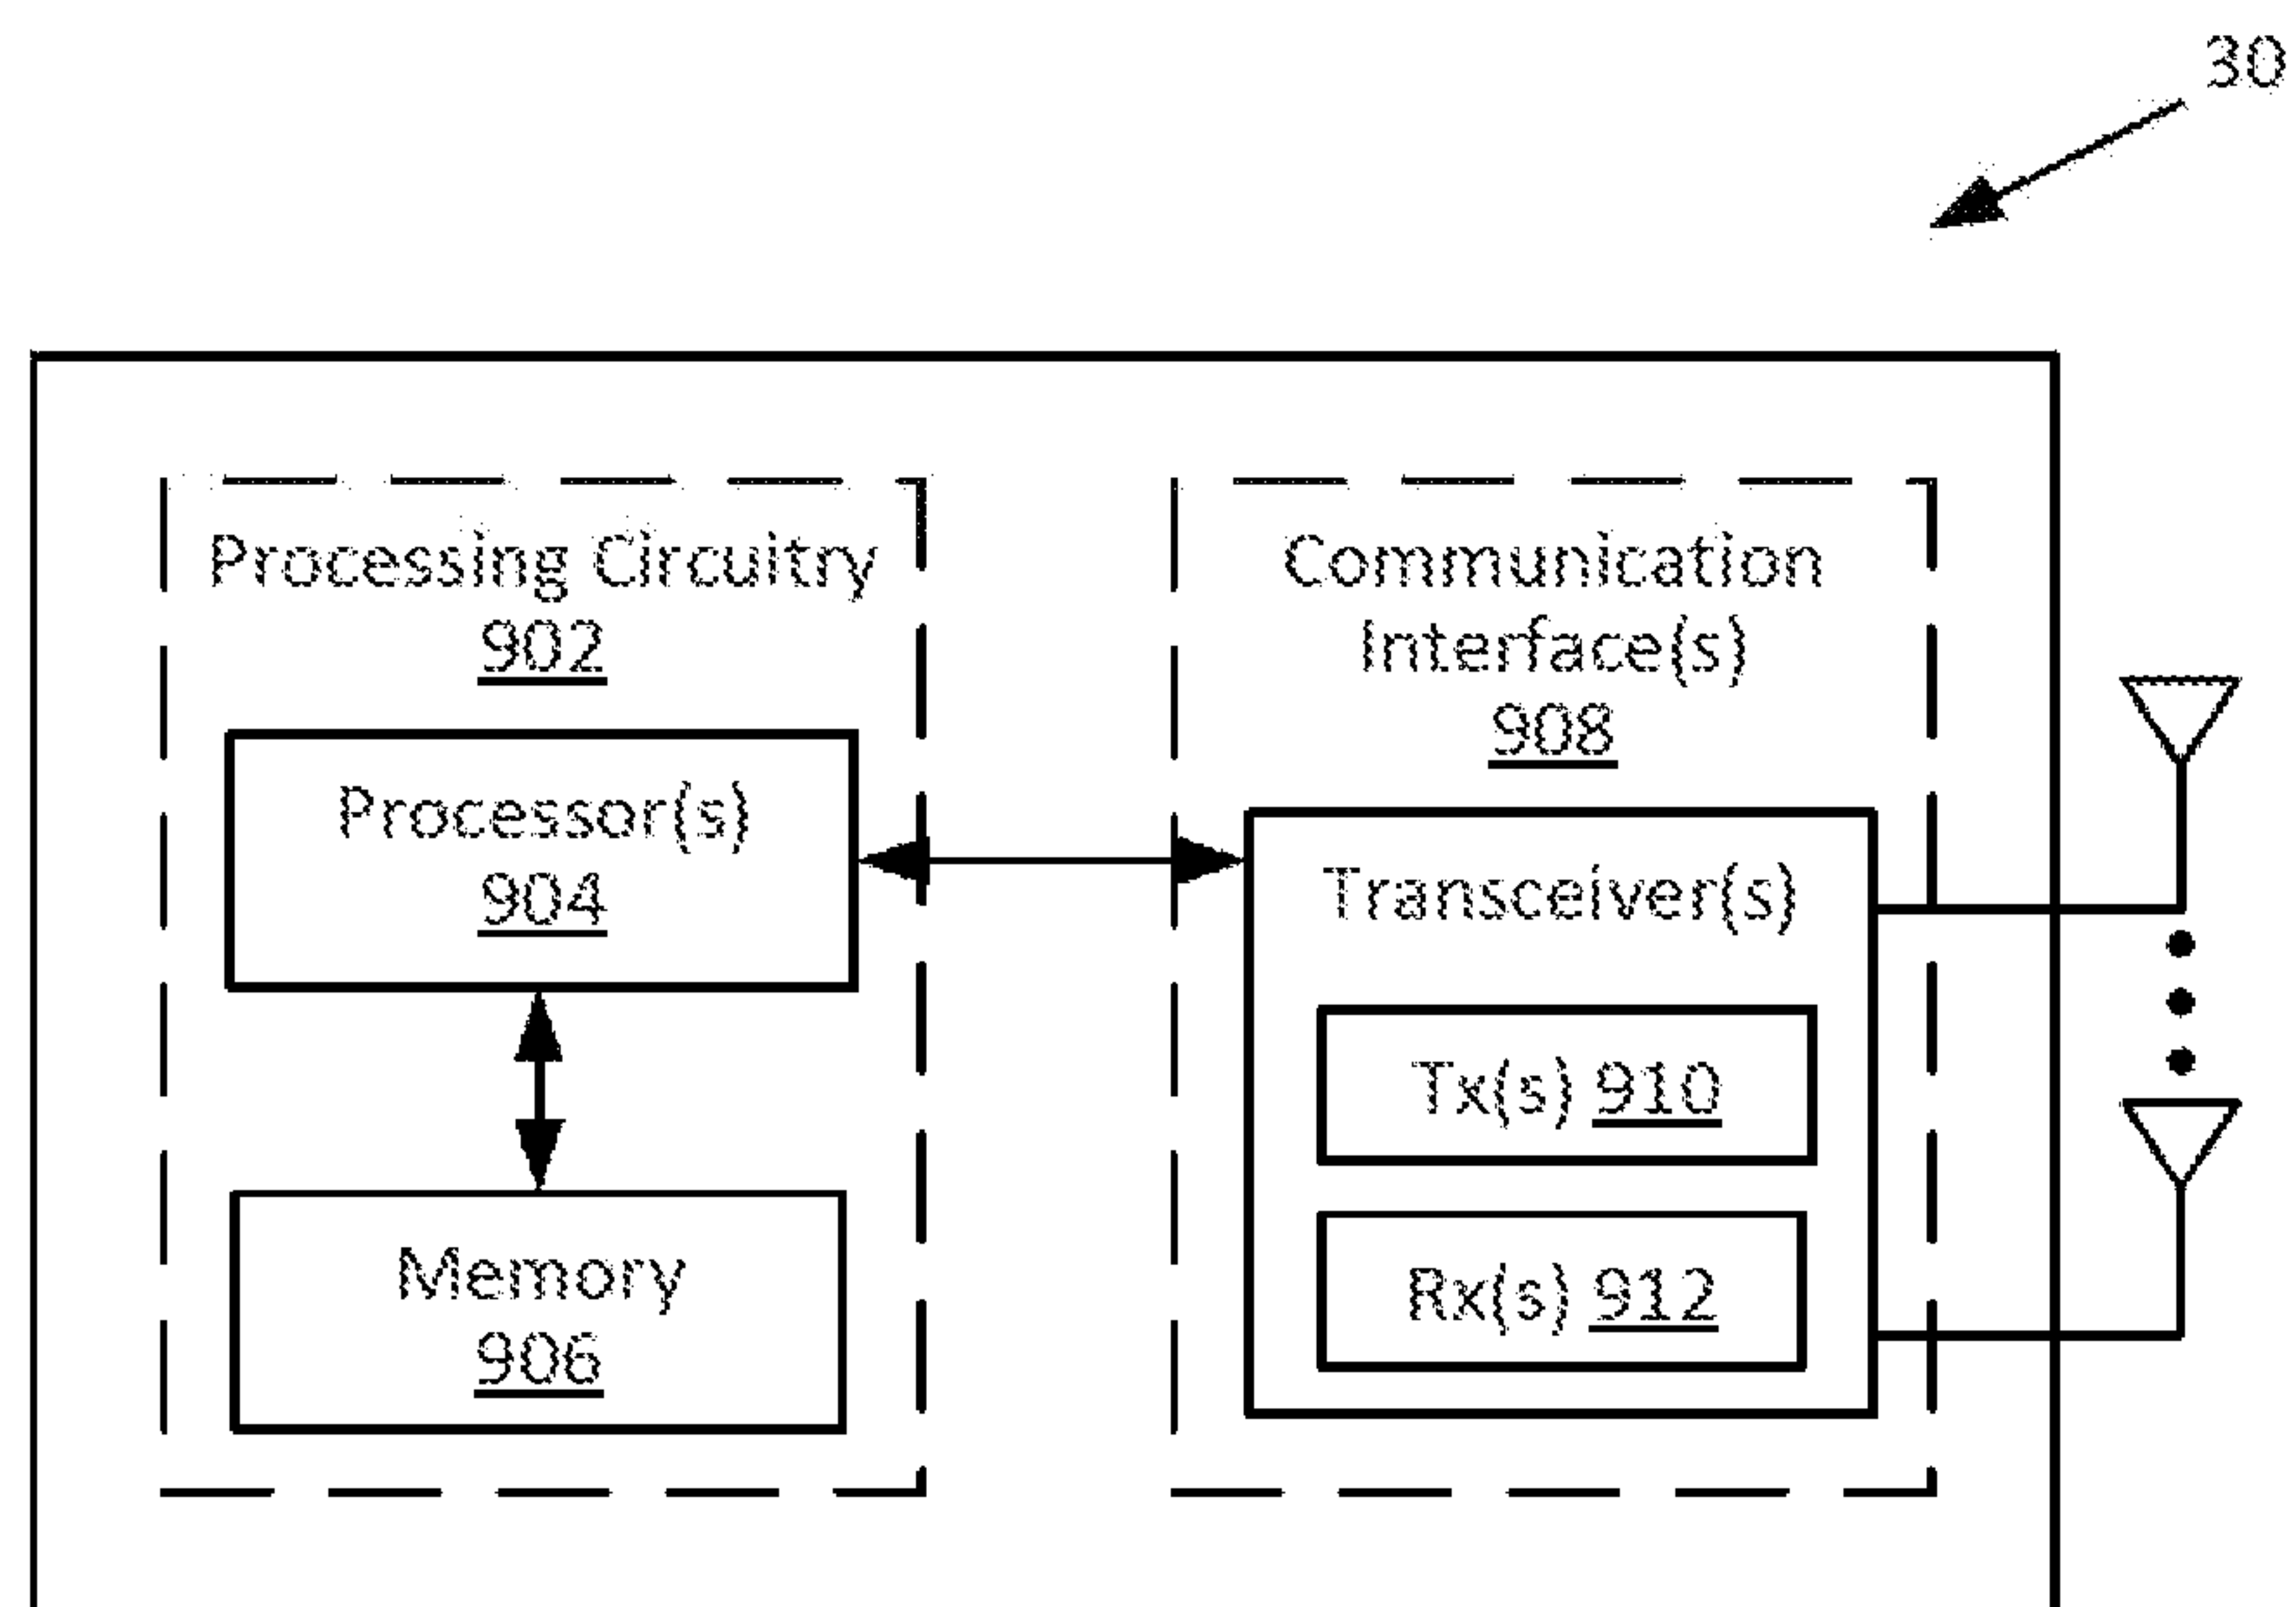 30
Processing Circuitry
902
Processor(s)
904
Memory
906
Communication
Interface(s)
908
Transceiver(s)
Tx(s) 910
Rx(s) 912